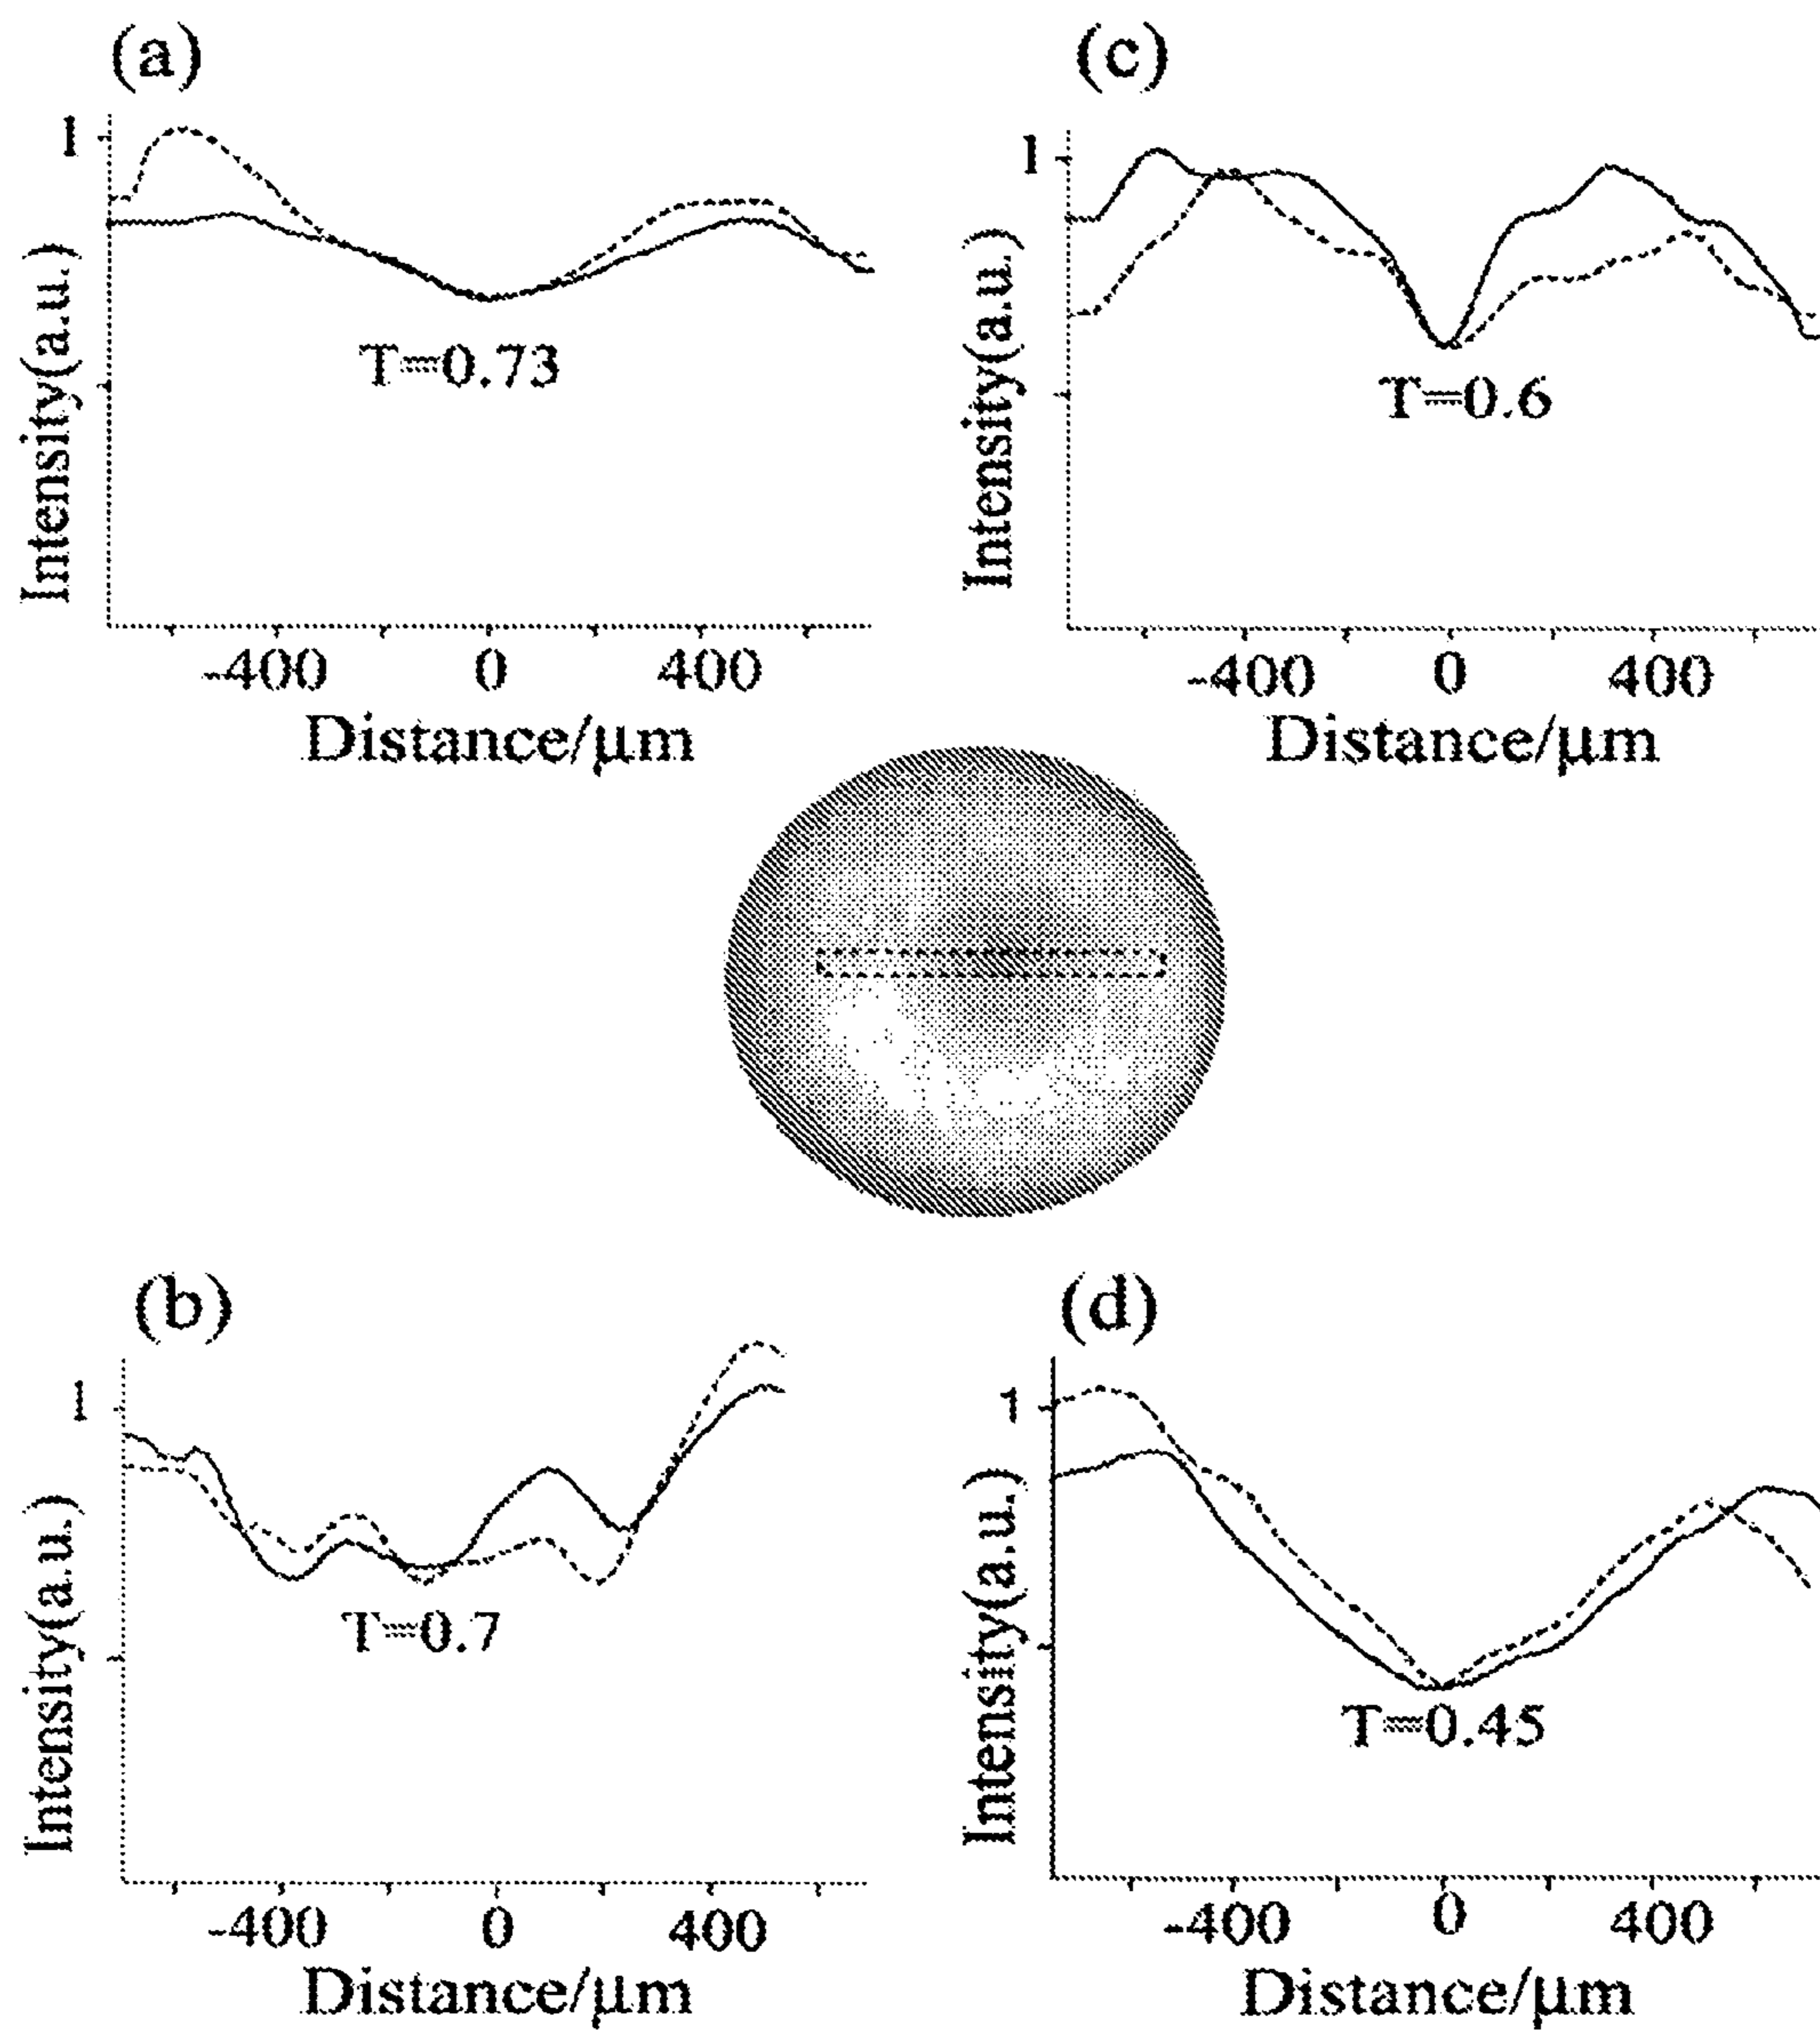 (a)
1
Intensity(a.u.)
T=0.73
-400 0 400
Distance/μm
(c)
1
Intensity(a.u.)
T=0.6
-400 0 400
Distance/μm
(b)
1
Intensity(a.u.)
T=0.7
-400 0 400
Distance/μm
(d)
1
Intensity(a.u.)
T=0.45
-400 0 400
Distance/μm